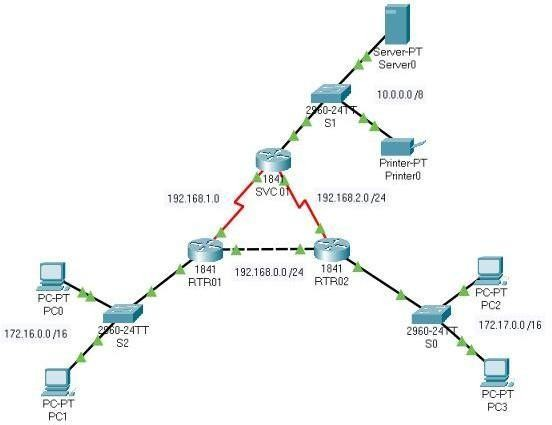 Server-PT
Server0
10.0.0.0 /8
2960-24TT
S1
Printer-PT
Printer0
1841
SVC 01
192.168.1.0
192.168.2.0 /24
1841
RTR01
192.168.0.0 /24
1841
RTR02
PC-PT
PC0
2960-24TT
S2
172.16.0.0 /16
PC-PT
PC1
PC-PT
PC2
2960-24TT
S0
172.17.0.0 /16
PC-PT
PC3